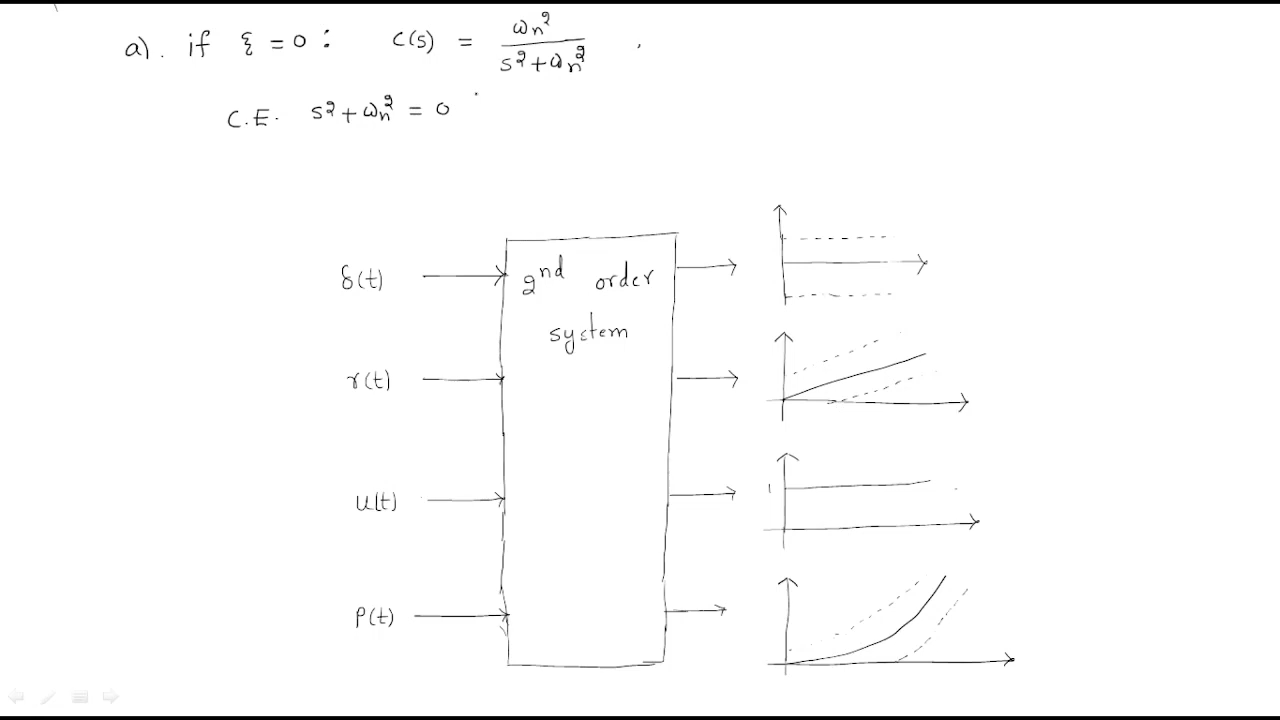 a). if ξ = 0 : C(s) = ωn² / s² + ωn²
C.E. s² + ωn² = 0
δ(t)
2nd order
system
r(t)
u(t)
1
P(t)